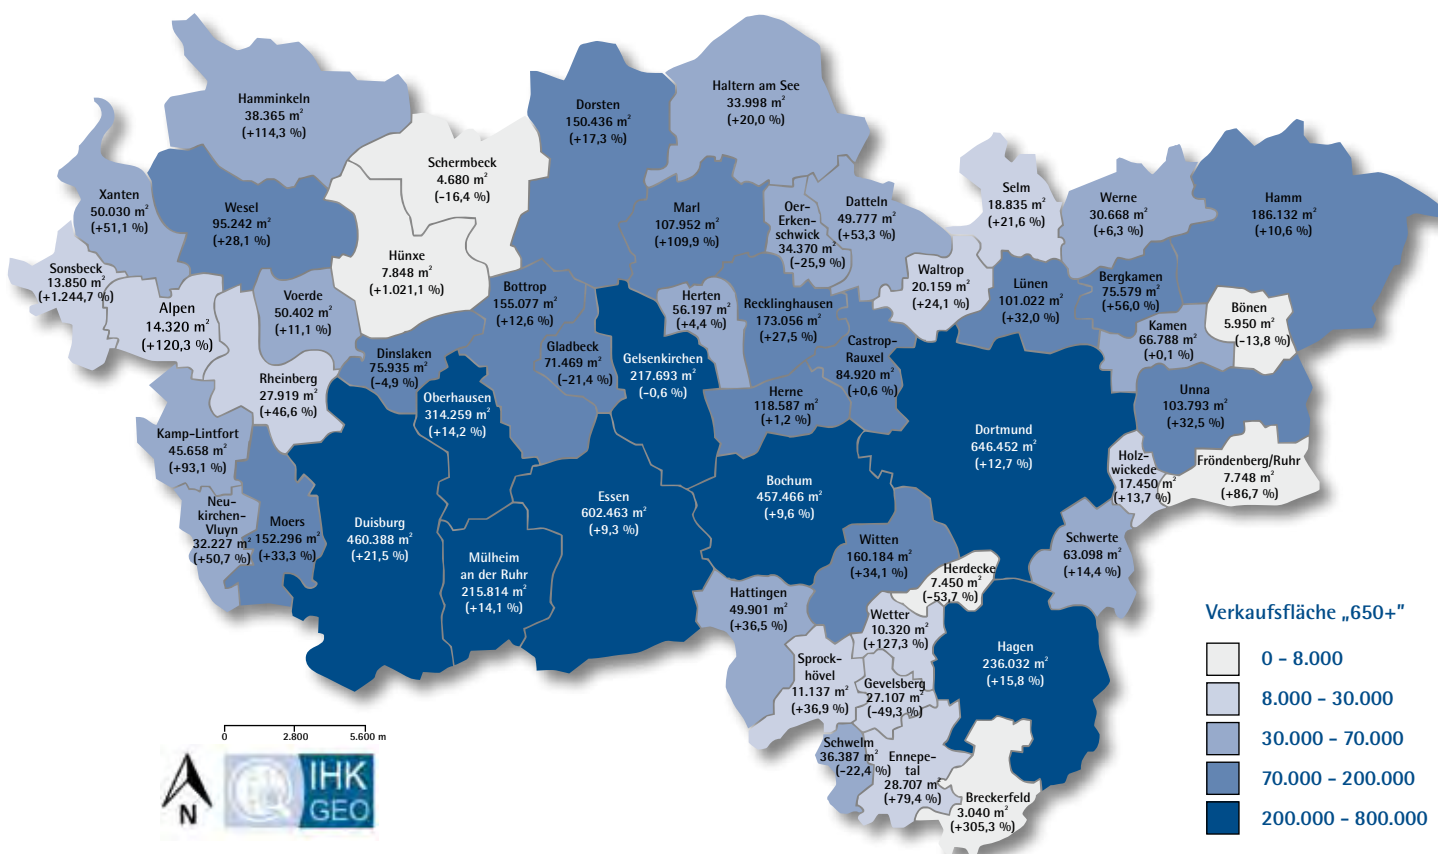 Hamminkeln
38.365 m²
(+114,3 %)
Schermbeck
4.680 m²
(-16,4 %)
Dorsten
150.436 m²
(+17,3 %)
Haltern am See
33.998 m²
(+20,0 %)
Xanten
50.030 m²
(+51,1 %)
Wesel
95.242 m²
(+28,1 %)
Hünxe
7.848 m²
(+1.021,1 %)
Marl
107.952 m²
(+109,9 %)
Oer-
Erken-
schwick
34.370 m²
(-25,9 %)
Datteln
49.777 m²
(+53,3 %)
Selm
18.835 m²
(+21,6 %)
Werne
30.668 m²
(+6,3 %)
Hamm
186.132 m²
(+10,6 %)
Sonsbeck
13.850 m²
(+1.244,7 %)
Alpen
14.320 m²
(+120,3 %)
Voerde
50.402 m²
(+11,1 %)
Bottrop
155.077 m²
(+12,6 %)
Herten
56.197 m²
(+4,4 %)
Recklinghausen
173.056 m²
(+27,5 %)
Waltrop
20.159 m²
(+24,1 %)
Lünen
101.022 m²
(+32,0 %)
Bergkamen
75.579 m²
(+56,0 %)
Kamen
66.788 m²
(+0,1 %)
Bönen
5.950 m²
(-13,8 %)
Dinslaken
75.935 m²
(-4,9 %)
Gladbeck
71.469 m²
(-21,4 %)
Gelsenkirchen
217.693 m²
(-0,6 %)
Castrop-
Rauxel
84.920 m²
(+0,6 %)
Rheinberg
27.919 m²
(+46,6 %)
Oberhausen
314.259 m²
(+14,2 %)
Herne
118.587 m²
(+1,2 %)
Unna
103.793 m²
(+32,5 %)
Kamp-Lintfort
45.658 m²
(+93,1 %)
Dortmund
646.452 m²
(+12,7 %)
Holz-
wickede
17.450 m²
(+13,7 %)
Fröndenberg/Ruhr
7.748 m²
(+86,7 %)
Neu-
kirchen-
Vluyn
32.227 m²
(+50,7 %)
Moers
152.296 m²
(+33,3 %)
Duisburg
460.388 m²
(+21,5 %)
Essen
602.463 m²
(+9,3 %)
Bochum
457.466 m²
(+9,6 %)
Mülheim
an der Ruhr
215.814 m²
(+14,1 %)
Witten
160.184 m²
(+34,1 %)
Schwerte
63.098 m²
(+14,4 %)
Herdecke
7.450 m²
(-53,7 %)
Hattingen
49.901 m²
(+36,5 %)
Wetter
10.320 m²
(+127,3 %)
Hagen
236.032 m²
(+15,8 %)
Sprock-
hövel
11.137 m²
(+36,9 %)
Gevelsberg
27.107 m²
(-49,3 %)
Schwelm
36.387 m²
(-22,4 %)
Ennepe-
tal
28.707 m²
(+79,4 %)
Breckerfeld
3.040 m²
(+305,3 %)
Verkaufsfläche „650+"
0 - 8.000
8.000 - 30.000
30.000 - 70.000
70.000 - 200.000
200.000 - 800.000
0 2.800 5.600 m
N
IHK
GEO